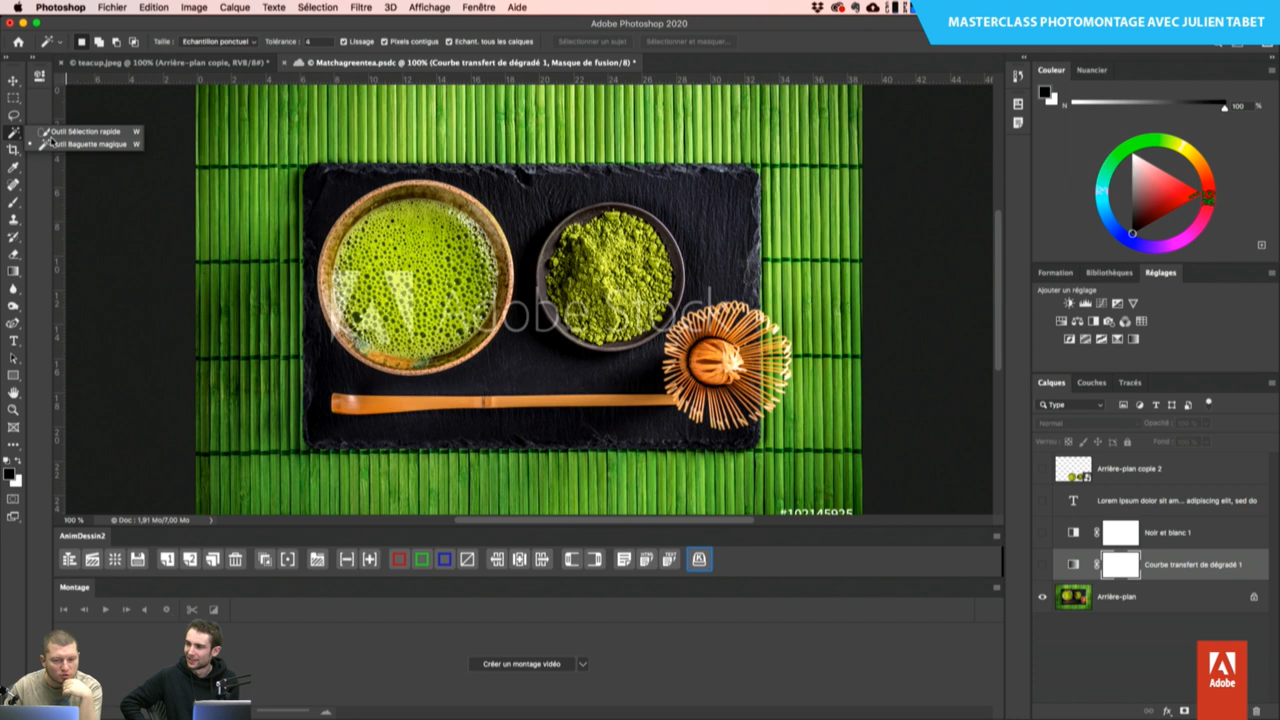 Photoshop Fichier Edition Image Calque Texte Sélection Filtre 3D Affichage Fenêtre Aide
MASTERCLASS PHOTOMONTAGE AVEC JULIEN TABET
Adobe Photoshop 2020
Taille : Echantillon ponctuel Tolérance : 4 Lissage Pixels contigus Echant. tous les calques Sélectionner un sujet Sélectionner et masquer...
© teacup.jpeg @ 100% (Arrière-plan copie, RVB/8#) *
© Matchagreentea.psdc @ 100% (Courbe transfert de dégradé 1, Masque de fusion/8) *
Outil Sélection rapide W
Outil Baguette magique W
Adobe Stock
#102145925
100 % Doc : 1,91 Mo/7,00 Mo
AnimDessin2
Montage
Créer un montage vidéo
Couleur Nuancier
N 100 %
Formation Bibliothèques Réglages
Ajouter un réglage
Calques Couches Tracés
Type
Normal Opacité : 100 %
Verrou : Fond : 100 %
Arrière-plan copie 2
Lorem ipsum dolor sit am... adipiscing elit, sed do
Noir et blanc 1
Courbe transfert de dégradé 1
Arrière-plan
Adobe